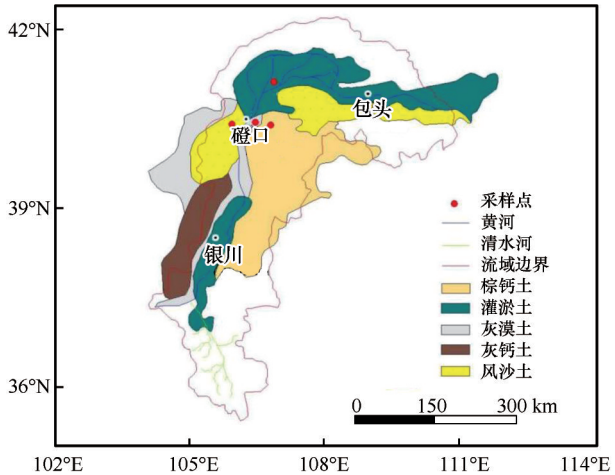 42°N
包头
磴口
采样点
39°N
黄河
清水河
银川
流域边界
棕钙土
灌淤土
灰漠土
灰钙土
36°N
风沙土
0 150 300 km
102°E 105°E 108°E 111°E 114°E